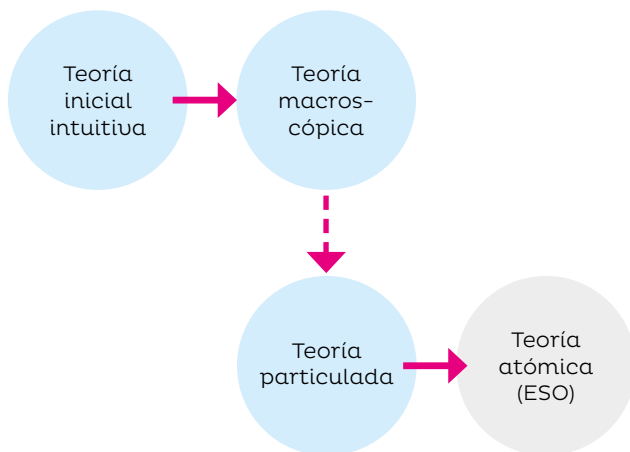 Teoría
inicial
intuitiva
Teoría
macros-
cópica
Teoría
particulada
Teoría
atómica
(ESO)